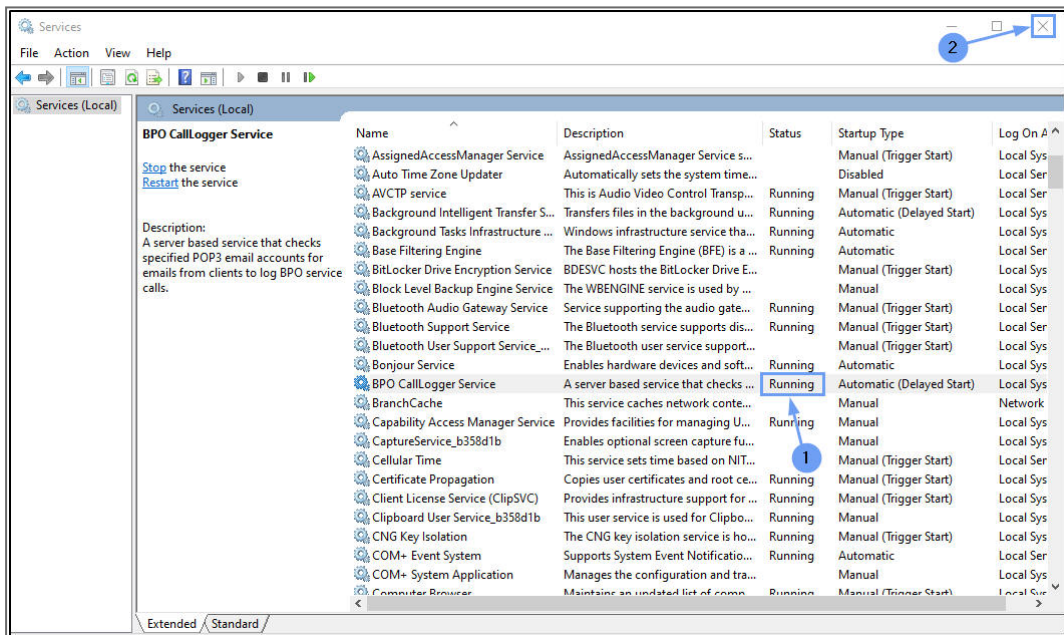 Services
2
File Action View Help
Services (Local)
Services (Local)
BPO CallLogger Service
Stop the service
Restart the service
Description:
A server based service that checks
specified POP3 email accounts for
emails from clients to log BPO service
calls.
Name Description Status Startup Type Log On A
AssignedAccessManager Service AssignedAccessManager Service s... Manual (Trigger Start) Local Sys
Auto Time Zone Updater Automatically sets the system time... Disabled Local Ser
AVCTP service This is Audio Video Control Transp... Running Manual (Trigger Start) Local Sys
Background Intelligent Transfer S... Transfers files in the background u... Running Automatic (Delayed Start) Local Sys
Background Tasks Infrastructure ... Windows infrastructure service tha... Running Automatic Local Sys
Base Filtering Engine The Base Filtering Engine (BFE) is a ... Running Automatic Local Ser
BitLocker Drive Encryption Service BDESVC hosts the BitLocker Drive E... Manual (Trigger Start) Local Sys
Block Level Backup Engine Service The WBENGINE service is used by ... Manual Local Sys
Bluetooth Audio Gateway Service Service supporting the audio gate... Running Manual (Trigger Start) Local Ser
Bluetooth Support Service The Bluetooth service supports dis... Running Manual (Trigger Start) Local Ser
Bluetooth User Support Service_... The Bluetooth user service support... Manual (Trigger Start) Local Sys
Bonjour Service Enables hardware devices and soft... Running Automatic Local Sys
BPO CallLogger Service A server based service that checks ... Running Automatic (Delayed Start) Local Sys
BranchCache This service caches network conte... Manual Network
Capability Access Manager Service Provides facilities for managing U... Running Manual Local Sys
CaptureService_b358d1b Enables optional screen capture fu... Manual Local Sys
1
Cellular Time This service sets time based on NIT... Manual (Trigger Start) Local Ser
Certificate Propagation Copies user certificates and root ce... Running Manual (Trigger Start) Local Sys
Client License Service (ClipSVC) Provides infrastructure support for ... Running Manual (Trigger Start) Local Sys
Clipboard User Service_b358d1b This user service is used for Clipbo... Running Manual Local Sys
CNG Key Isolation The CNG key isolation service is ho... Running Manual (Trigger Start) Local Sys
COM+ Event System Supports System Event Notificatio... Running Automatic Local Ser
COM+ System Application Manages the configuration and tra... Manual Local Sys
Computer Browser Maintains an updated list of comp... Running Manual (Trigger Start) Local Sys
Extended Standard